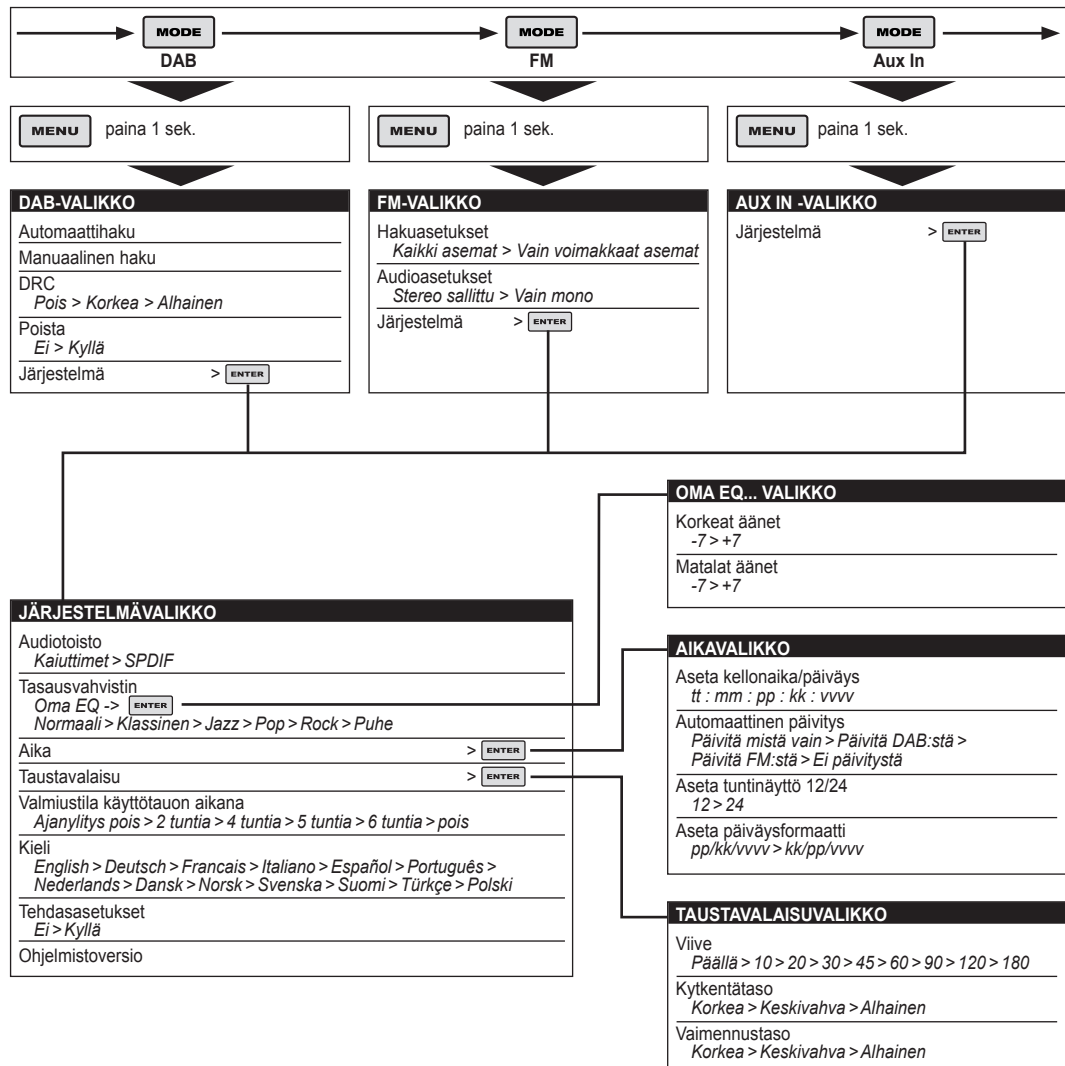 MODE
DAB
MODE
FM
MODE
Aux In
MENU paina 1 sek.
MENU paina 1 sek.
MENU paina 1 sek.
DAB-VALIKKO
Automaattihaku
Manuaalinen haku
DRC
Pois > Korkea > Alhainen
Poista
Ei > Kyllä
Järjestelmä > ENTER
FM-VALIKKO
Hakuasetukset
Kaikki asemat > Vain voimakkaat asemat
Audioasetukset
Stereo sallittu > Vain mono
Järjestelmä > ENTER
AUX IN -VALIKKO
Järjestelmä > ENTER
OMA EQ... VALIKKO
Korkeat äänet
-7 > +7
Matalat äänet
-7 > +7
JÄRJESTELMÄVALIKKO
Audiotoisto
Kaiuttimet > SPDIF
Tasausvahvistin
Oma EQ -> ENTER
Normaali > Klassinen > Jazz > Pop > Rock > Puhe
Aika > ENTER
Taustavalaisu > ENTER
Valmiustila käyttötauon aikana
Ajanylitys pois > 2 tuntia > 4 tuntia > 5 tuntia > 6 tuntia > pois
Kieli
English > Deutsch > Francais > Italiano > Español > Português >
Nederlands > Dansk > Norsk > Svenska > Suomi > Türkçe > Polski
Tehdasasetukset
Ei > Kyllä
Ohjelmistoversio
AIKAVALIKKO
Aseta kellonaika/päiväys
tt : mm : pp : kk : vvvv
Automaattinen päivitys
Päivitä mistä vain > Päivitä DAB:stä >
Päivitä FM:stä > Ei päivitystä
Aseta tuntinäyttö 12/24
12 > 24
Aseta päiväysformaatti
pp/kk/vvvv > kk/pp/vvvv
TAUSTAVALAISUVALIKKO
Viive
Päällä > 10 > 20 > 30 > 45 > 60 > 90 > 120 > 180
Kytkentätaso
Korkea > Keskivahva > Alhainen
Vaimennustaso
Korkea > Keskivahva > Alhainen